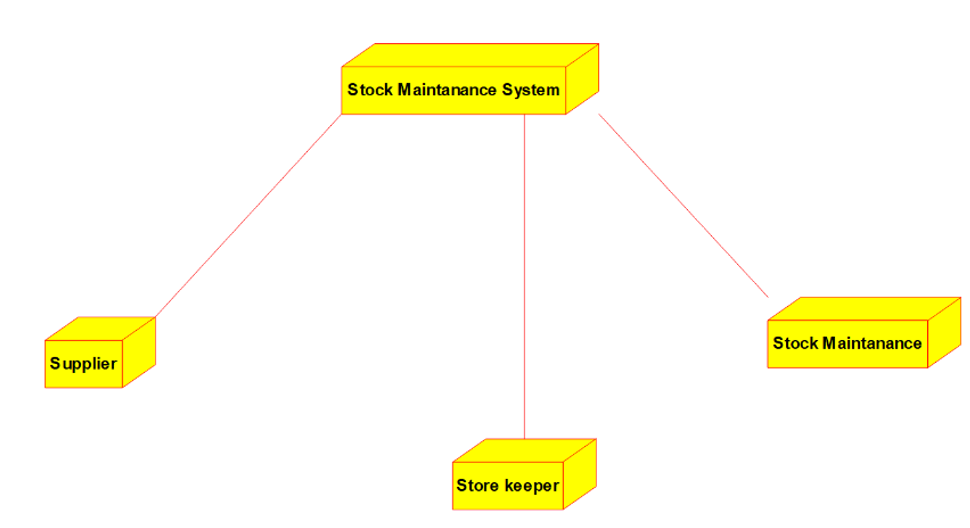 Stock Maintanance System
Supplier
Stock Maintanance
Store keeper